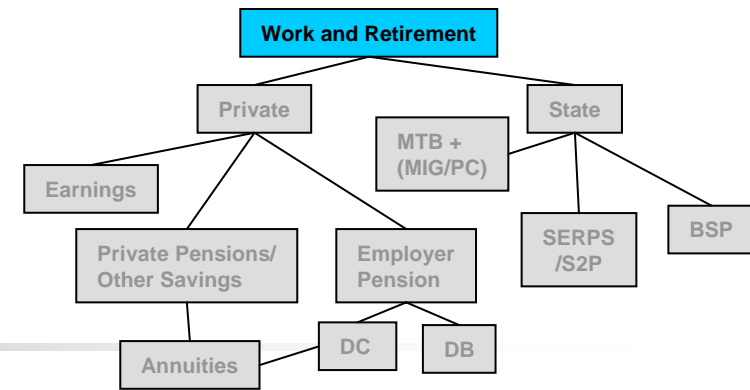 Work and Retirement
Private
State
MTB +
(MIG/PC)
Earnings
Private Pensions/
Other Savings
Employer
Pension
SERPS
/S2P
BSP
Annuities
DC
DB